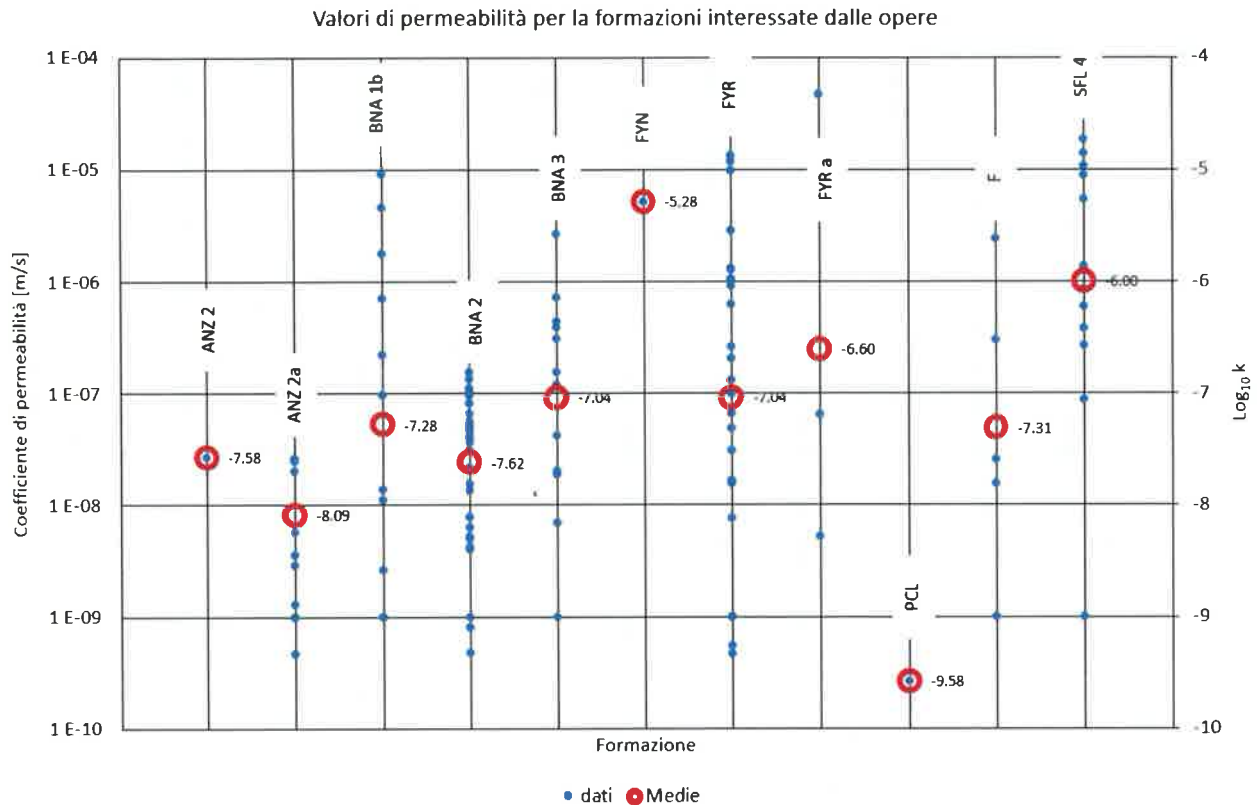 Valori di permeabilità per la formazioni interessate dalle opere
Coefficiente di permeabilità [m/s]
1 E-04
1 E-05
1 E-06
1 E-07
1 E-08
1 E-09
1 E-10
-4
-5
-6
-7
-8
-9
-10
Log10 k
ANZ 2
ANZ 2a
BNA 1b
BNA 2
BNA 3
FYN
FYR
FYR a
PCL
F
SFL 4
-7.58
-8.09
-7.28
-7.62
-7.04
-5.28
-7.04
-6.60
-9.58
-7.31
-6.00
Formazione
dati Medie